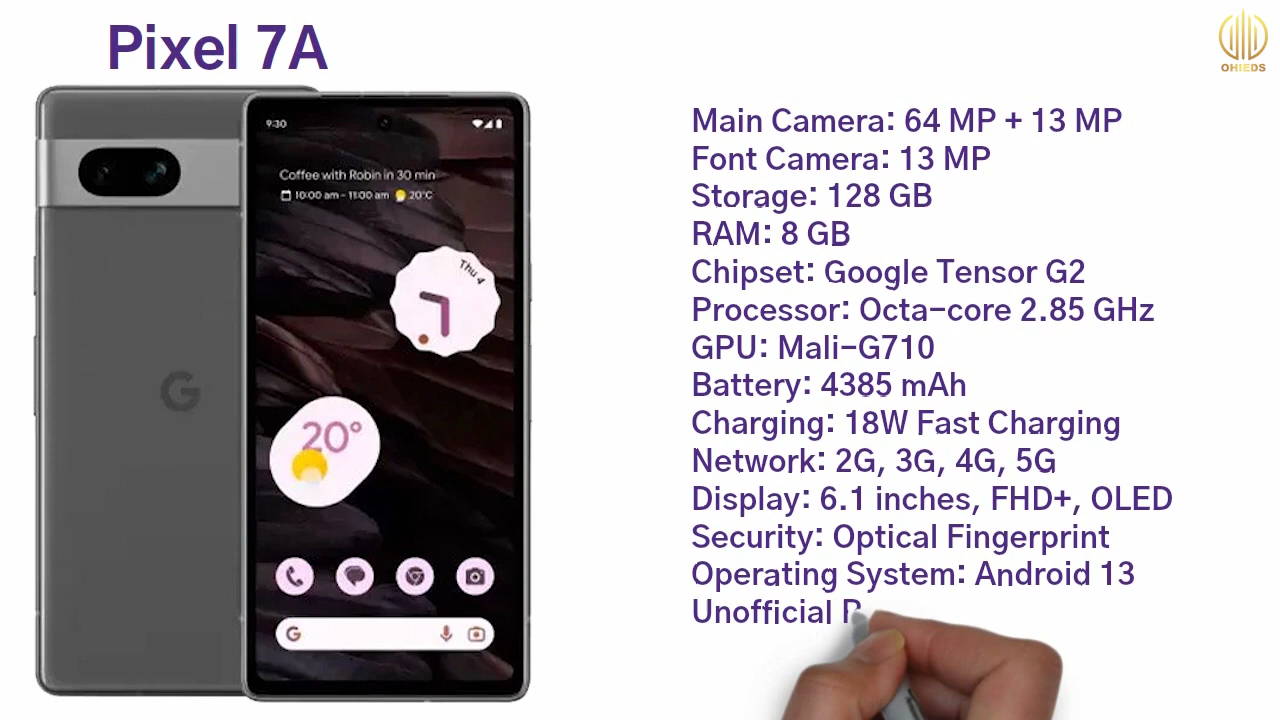 Pixel 7A
OHIEDS
9:30
Coffee with Robin in 30 min
10:00 am – 11:00 am 20°C
Thu 4
20°
G
G
Main Camera: 64 MP + 13 MP
Font Camera: 13 MP
Storage: 128 GB
RAM: 8 GB
Chipset: Google Tensor G2
Processor: Octa-core 2.85 GHz
GPU: Mali-G710
Battery: 4385 mAh
Charging: 18W Fast Charging
Network: 2G, 3G, 4G, 5G
Display: 6.1 inches, FHD+, OLED
Security: Optical Fingerprint
Operating System: Android 13
Unofficial